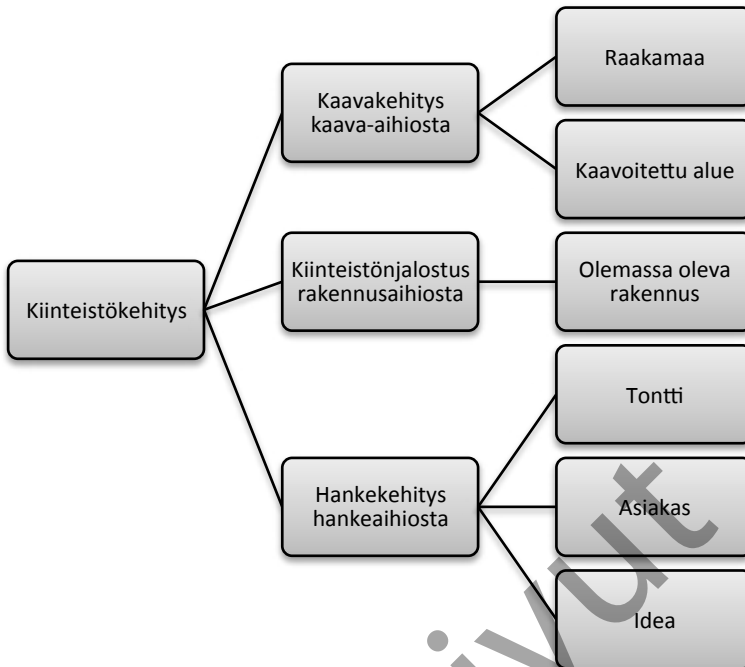 Raakamaa
Kaavakehitys
kaava-aihiosta
Kaavoitettu alue
Kiinteistökehitys
Kiinteistönjalostus
rakennusaihiosta
Olemassa oleva
rakennus
Tontti
Hankekehitys
hankeaihiosta
Asiakas
Idea